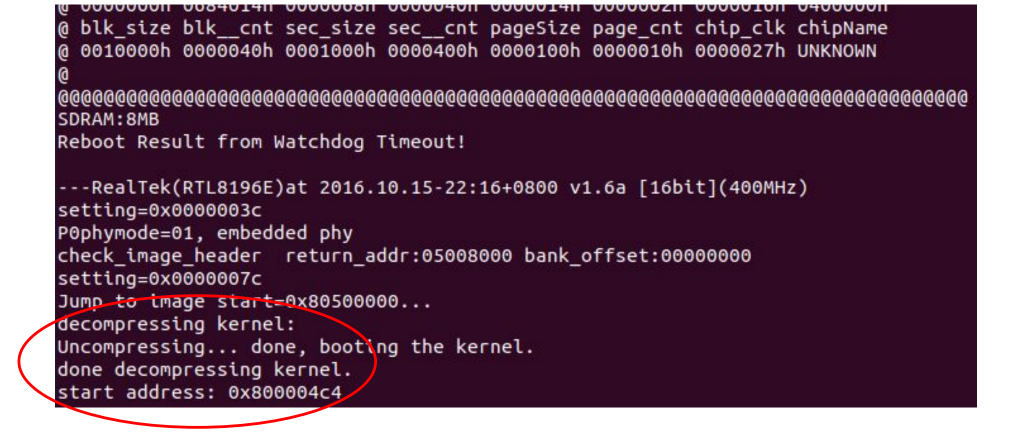 @ 0000000h 0684014h 0000068h 0000040h 0000014h 0000002h 0000016h 0400000h
@ blk_size blk__cnt sec_size sec__cnt pageSize page_cnt chip_clk chipName
@ 0010000h 0000040h 0001000h 0000400h 0000100h 0000010h 0000027h UNKNOWN
@
@@@@@@@@@@@@@@@@@@@@@@@@@@@@@@@@@@@@@@@@@@@@@@@@@@@@@@@@@@@@@@@@@@@@@@@@@@@@@@@@
SDRAM:8MB
Reboot Result from Watchdog Timeout!
---RealTek(RTL8196E)at 2016.10.15-22:16+0800 v1.6a [16bit](400MHz)
setting=0x0000003c
P0phymode=01, embedded phy
check_image_header  return_addr:05008000 bank_offset:00000000
setting=0x0000007c
Jump to image start=0x80500000...
decompressing kernel:
Uncompressing... done, booting the kernel.
done decompressing kernel.
start address: 0x800004c4